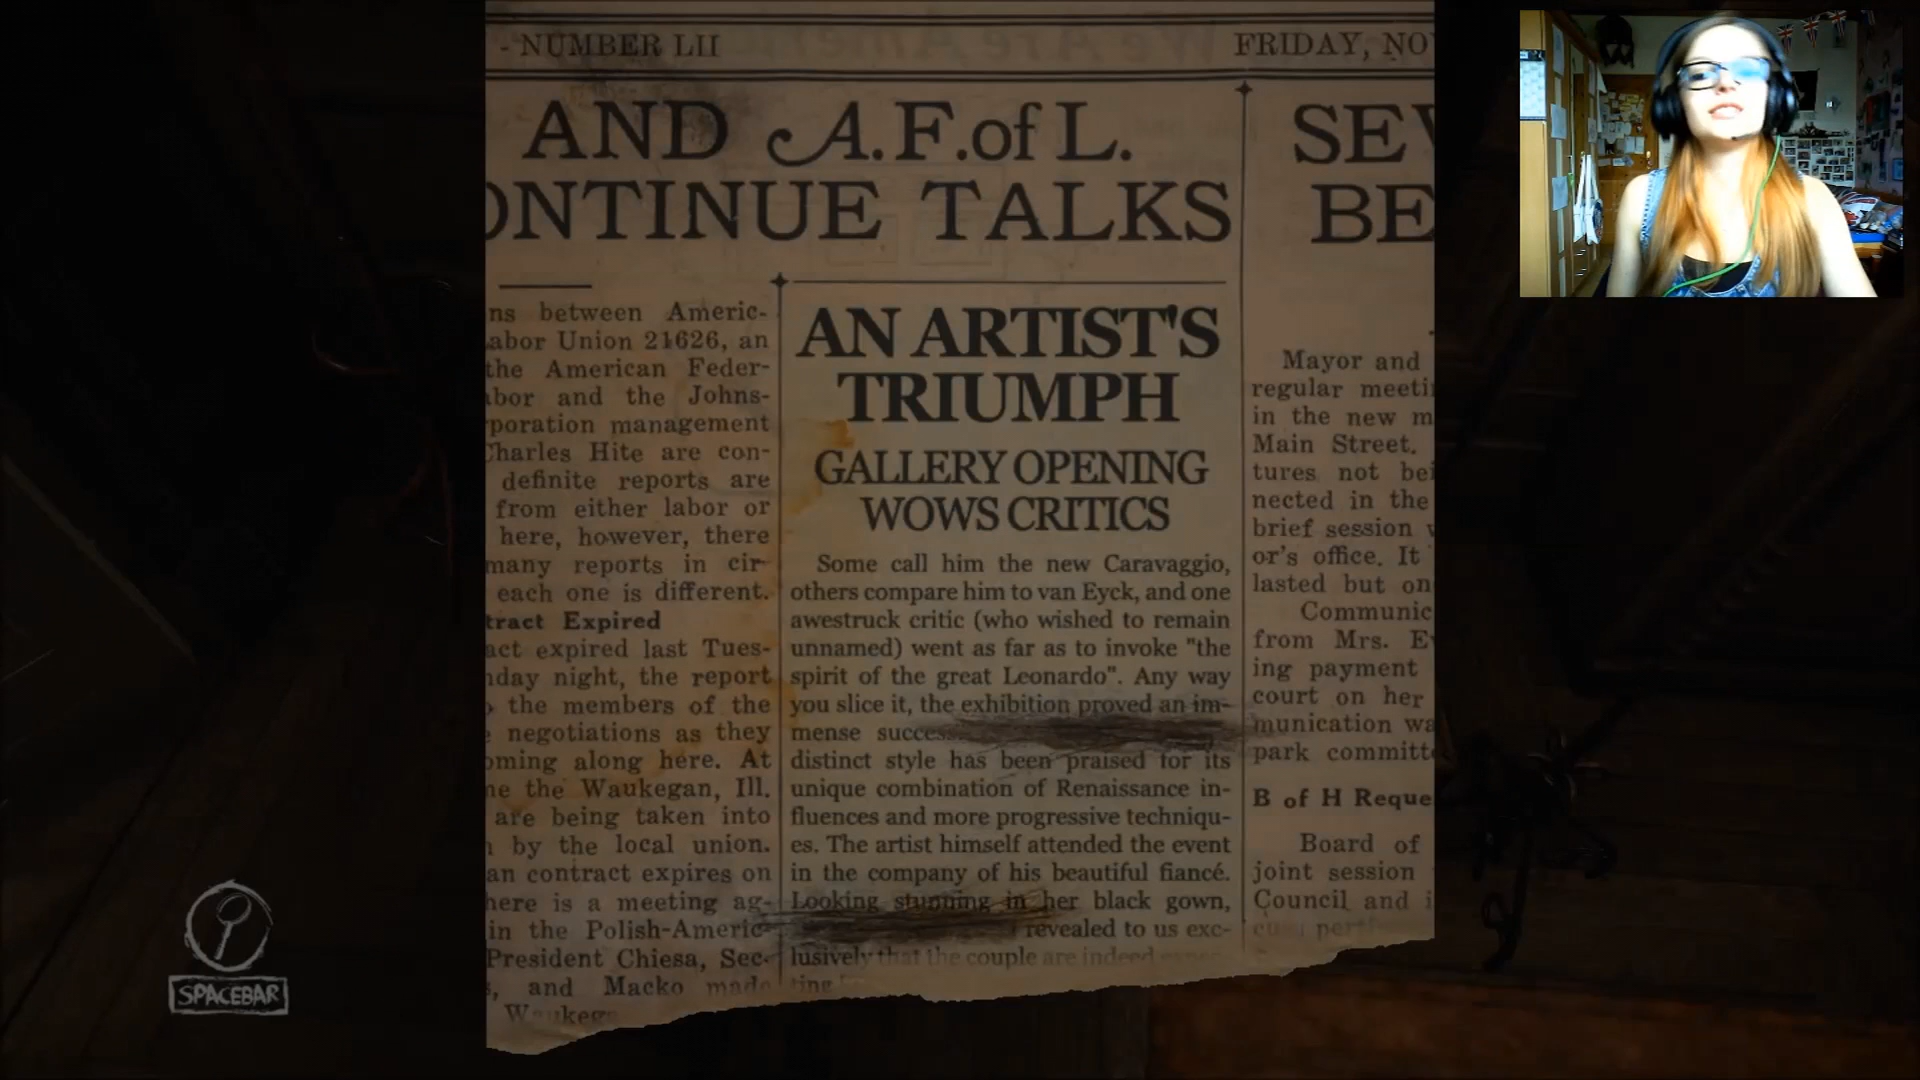 - NUMBER LII
FRIDAY, NO
AND A.F. of L.
ONTINUE TALKS
SEV
BE
ns between Americ-
abor Union 21626, an
the American Feder-
abor and the Johns-
poration management
Charles Hite are con-
definite reports are
from either labor or
here, however, there
many reports in cir-
each one is different.
tract Expired
act expired last Tues-
nday night, the report
the members of the
negotiations as they
oming along here. At
ne the Waukegan, Ill.
are being taken into
by the local union.
an contract expires on
here is a meeting ag-
in the Polish-Americ-
President Chiesa, Sec-
, and Macko made
Waukeg
AN ARTIST'S
TRIUMPH
GALLERY OPENING
WOWS CRITICS
Some call him the new Caravaggio,
others compare him to van Eyck, and one
awestruck critic (who wished to remain
unnamed) went as far as to invoke "the
spirit of the great Leonardo". Any way
you slice it, the exhibition proved an im-
mense success
distinct style has been praised for its
unique combination of Renaissance in-
fluences and more progressive techniqu-
es. The artist himself attended the event
in the company of his beautiful fiancé.
Looking stunning in her black gown,
revealed to us exc-
lusively that the couple are indeed expec-
ting
Mayor and
regular meeti
in the new m
Main Street.
tures not bei
nected in the
brief session
or's office. It
lasted but on
Communic
from Mrs. E
ing payment
court on her
munication wa
park committe
B of H Reque
Board of
joint session
Council and i
SPACEBAR